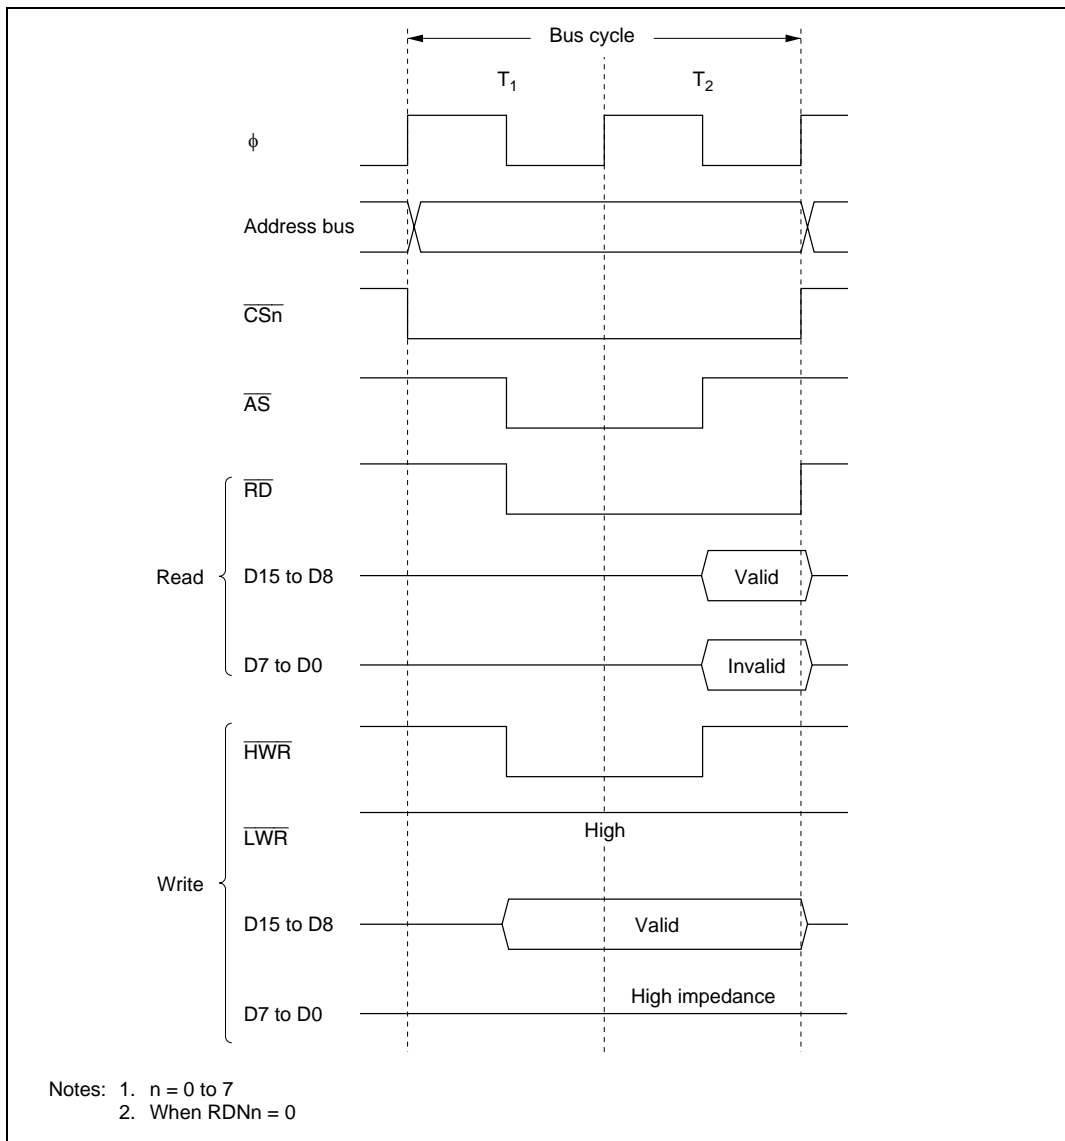 Bus cycle
T1 T2
ϕ
Address bus
CSn
AS
RD
Read
D15 to D8
Valid
D7 to D0
Invalid
HWR
LWR
High
Write
D15 to D8
Valid
D7 to D0
High impedance
Notes: 1. n = 0 to 7
2. When RDNn = 0